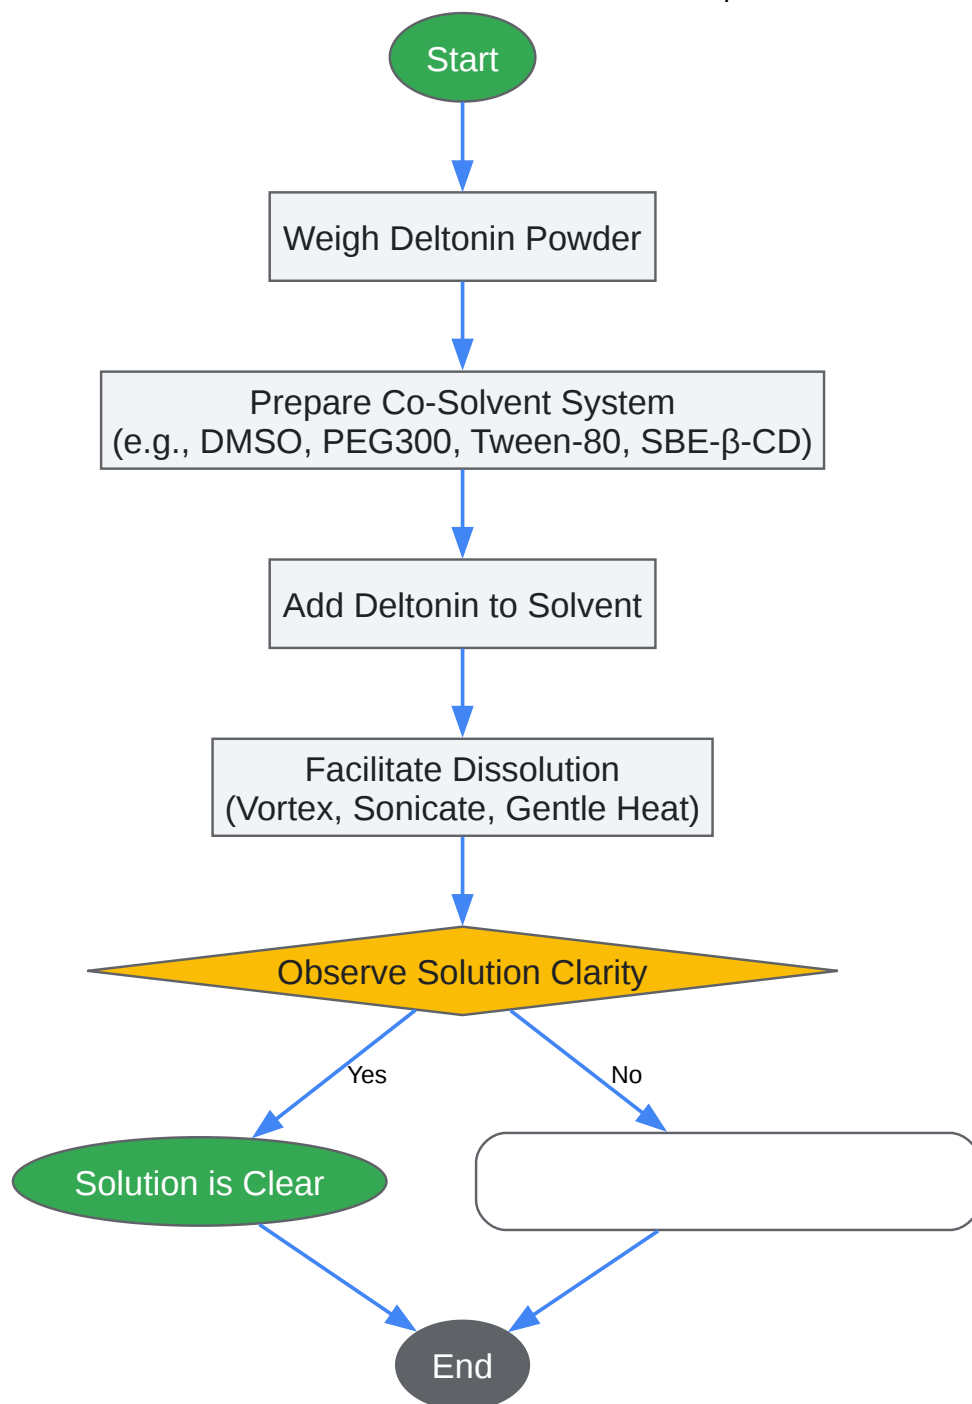 Start
Weigh Deltonin Powder
Prepare Co-Solvent System
(e.g., DMSO, PEG300, Tween-80, SBE-β-CD)
Add Deltonin to Solvent
Facilitate Dissolution
(Vortex, Sonicate, Gentle Heat)
Observe Solution Clarity
Yes
No
Solution is Clear
End